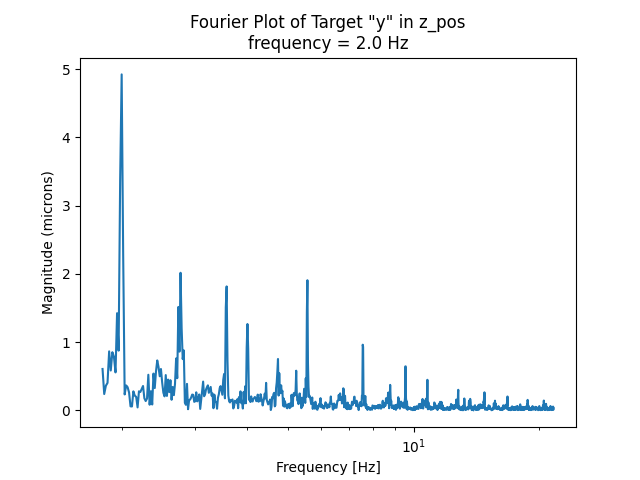 Fourier Plot of Target "y" in z_pos
frequency = 2.0 Hz
5
4
3
2
1
0
Magnitude (microns)
10¹
Frequency [Hz]